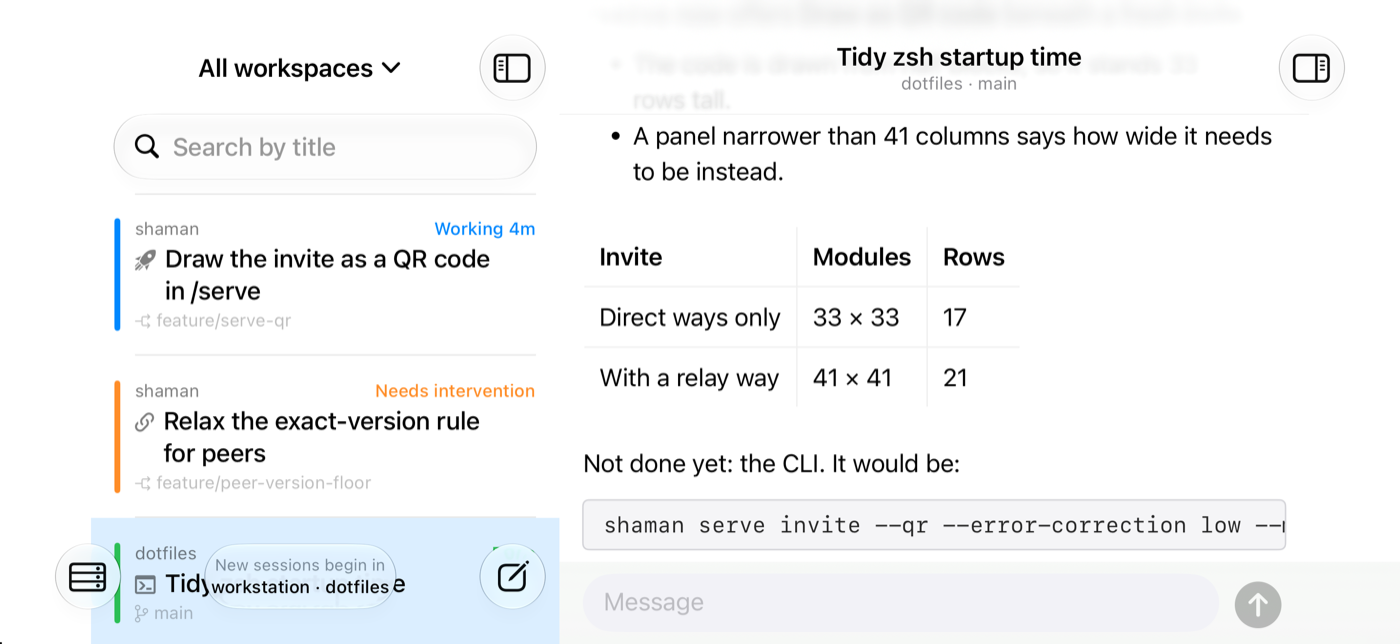 All workspaces
Search by title
shaman
Working 4m
Draw the invite as a QR code
in /serve
feature/serve-qr
shaman
Needs intervention
Relax the exact-version rule
for peers
feature/peer-version-floor
dotfiles
Tidy
e
main
New sessions begin in
workstation · dotfiles
Tidy zsh startup time
dotfiles · main
rows tall.
• A panel narrower than 41 columns says how wide it needs
to be instead.
Invite Modules Rows
Direct ways only 33 × 33 17
With a relay way 41 × 41 21
Not done yet: the CLI. It would be:
shaman serve invite --qr --error-correction low
Message